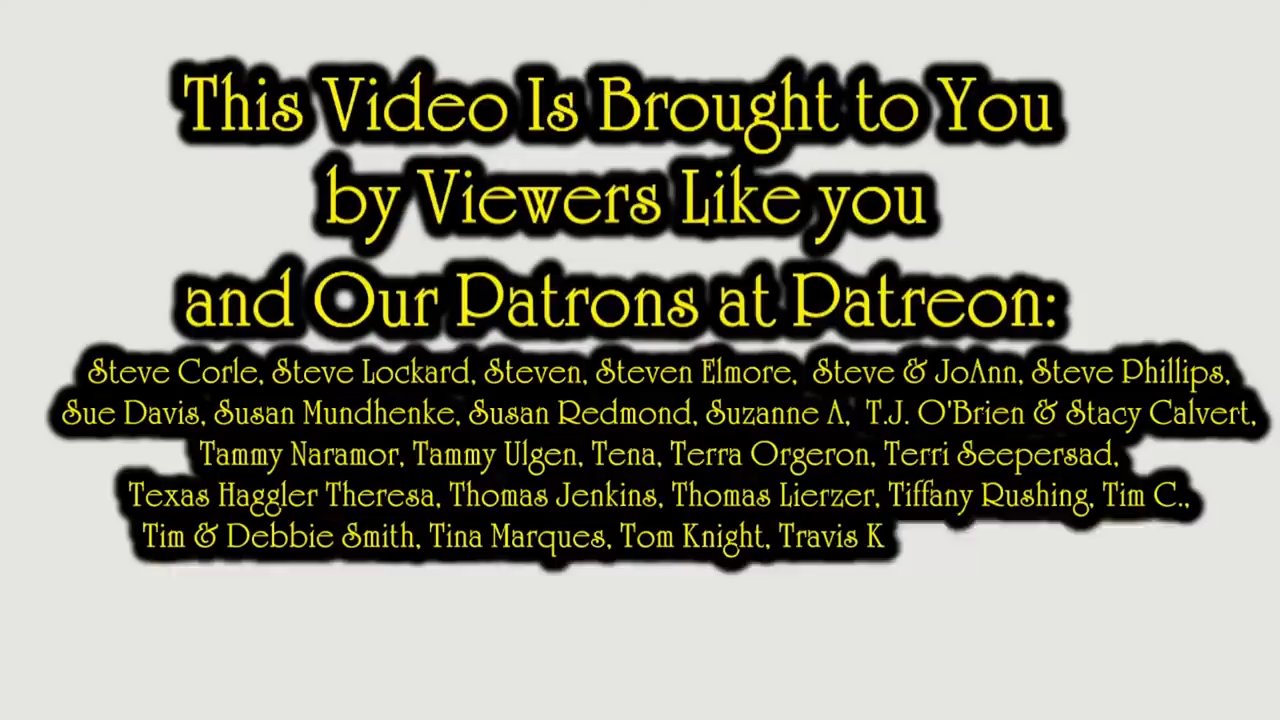 This Video Is Brought to You
by Viewers Like you
and Our Patrons at Patreon:
Steve Corle, Steve Lockard, Steven, Steven Elmore, Steve & JoAnn, Steve Phillips,
Sue Davis, Susan Mundhenke, Susan Redmond, Suzanne A, T.J. O'Brien & Stacy Calvert,
Tammy Naramor, Tammy Ulgen, Tena, Terra Orgeron, Terri Seepersad,
Texas Haggler Theresa, Thomas Jenkins, Thomas Lierzer, Tiffany Rushing, Tim C.,
Tim & Debbie Smith, Tina Marques, Tom Knight, Travis K